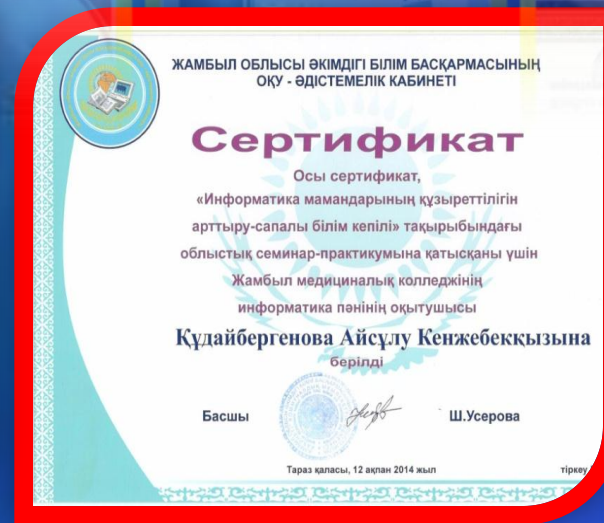 ЖАМБЫЛ ОБЛЫСЫ ӘКІМДІГІ БІЛІМ БАСҚАРМАСЫНЫҢ
ОҚУ - ӘДІСТЕМЕЛІК КАБИНЕТІ
Сертификат
Осы сертификат,
«Информатика мамандарының құзыреттілігін
арттыру-сапалы білім кепілі» тақырыбындағы
облыстық семинар-практикумына қатысқаны үшін
Жамбыл медициналық колледжінің
информатика пәнінің оқытушысы
Құдайбергенова Айсұлу Кенжебекқызына
берілді
Басшы Ш.Усерова
Тараз қаласы, 12 ақпан 2014 жыл тіркеу